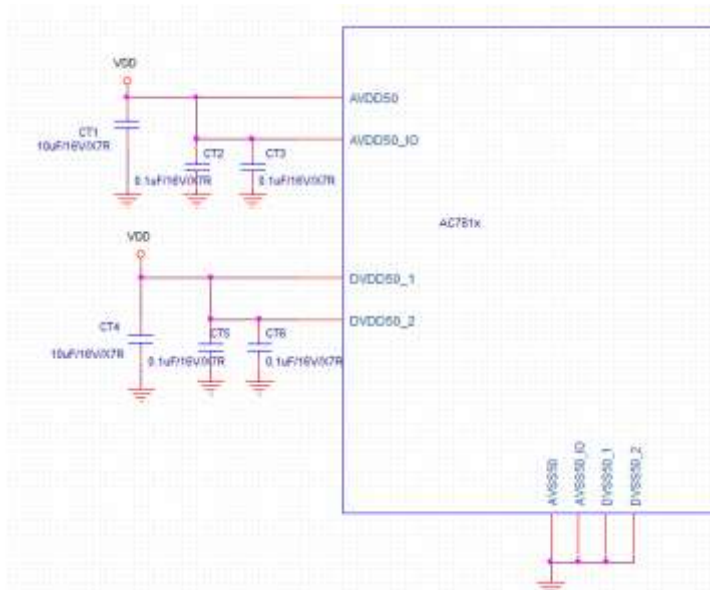 VDD
AVDD50
CT1
10uF/16V/X7R
AVDD50_IO
CT2
CT3
0.1uF/16V/X7R
0.1uF/16V/X7R
AC781x
VDD
DVDD50_1
DVDD50_2
CT4
CT5
CT6
10uF/16V/X7R
0.1uF/16V/X7R
0.1uF/16V/X7R
AVSS50
AVSS50_IO
DVSS50_1
DVSS50_2